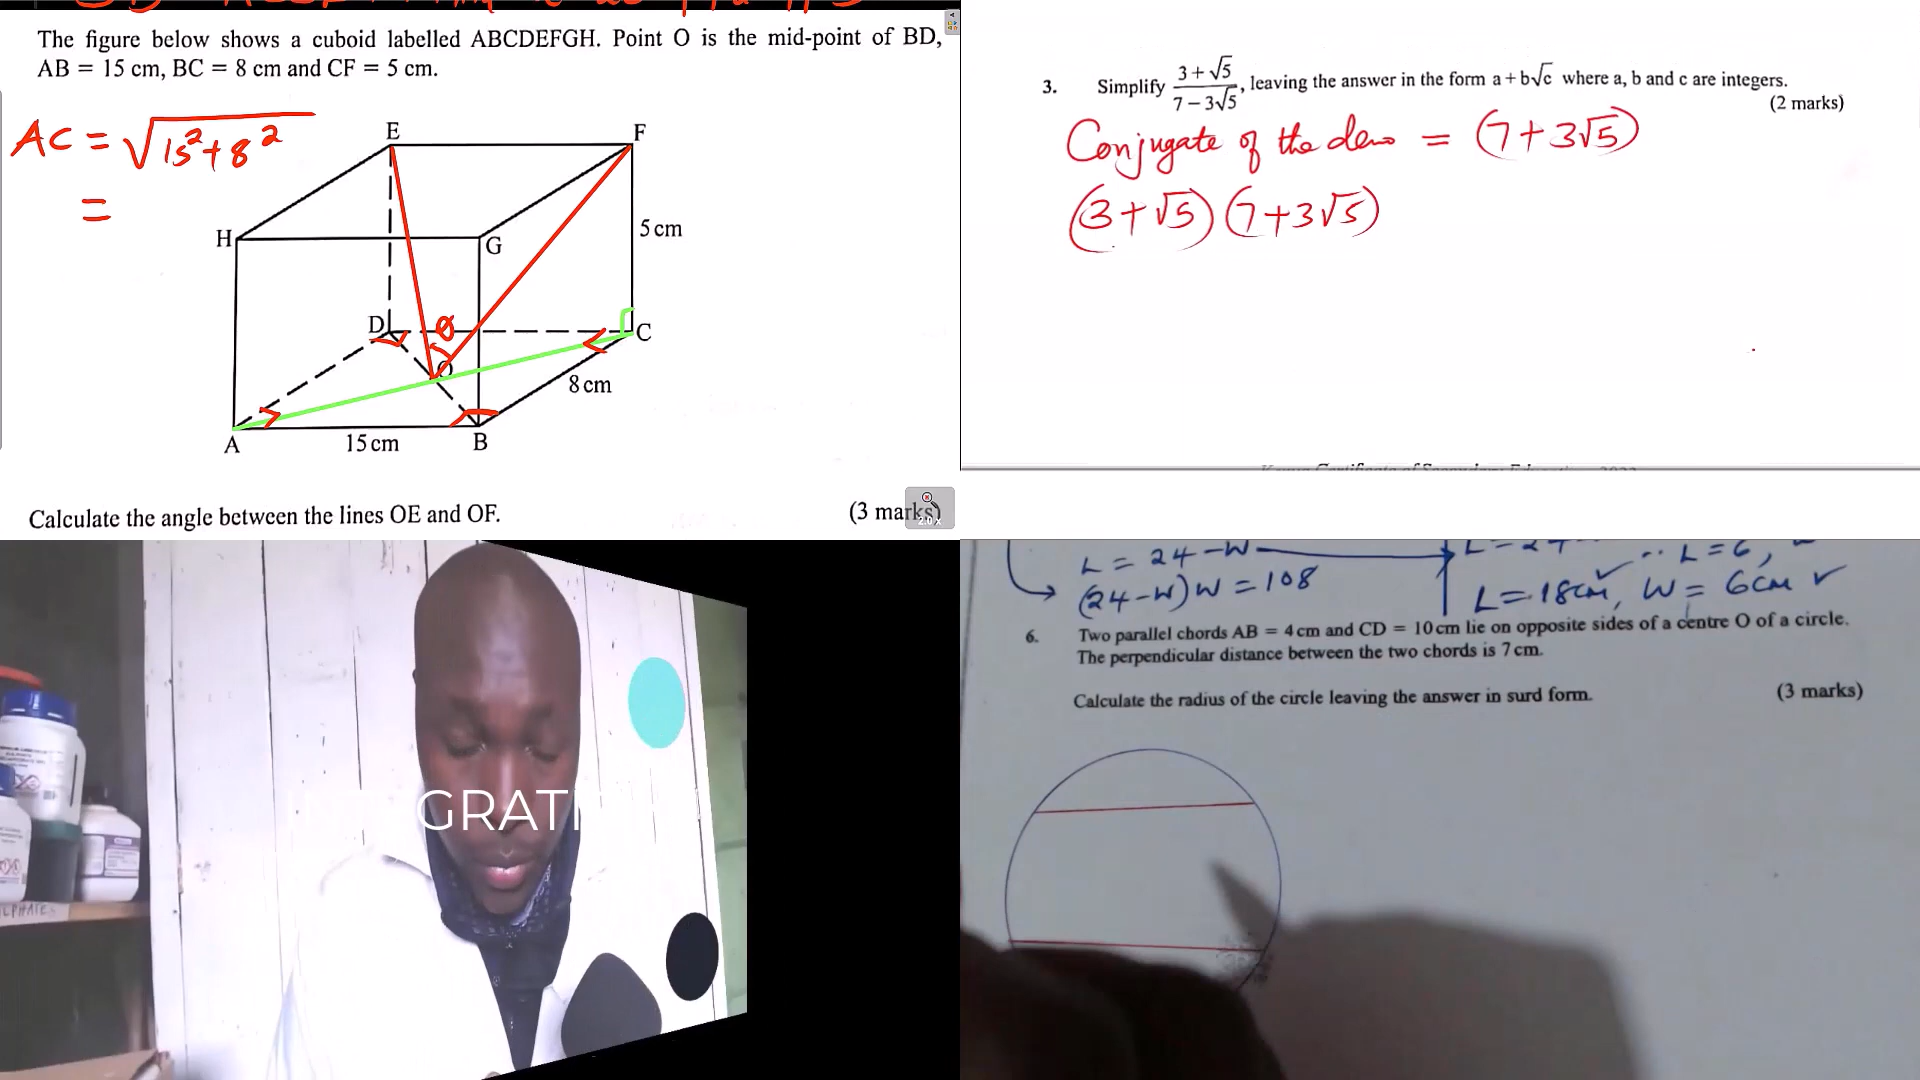 The figure below shows a cuboid labelled ABCDEFGH. Point O is the mid-point of BD,
AB = 15 cm, BC = 8 cm and CF = 5 cm.
AC = √15²+8²
=
E
F
H
G
5 cm
D
θ
C
O
8 cm
A
15 cm
B
Calculate the angle between the lines OE and OF.
(3 marks)
2.0 x
3. Simplify (3 + √5)/(7 − 3√5), leaving the answer in the form a + b√c where a, b and c are integers.
(2 marks)
Conjugate of the deno = (7+3√5)
(3+√5)(7+3√5)
GRATI
L = 24 -W
(24-W)W = 108
L=6,
L=18cm, W = 6cm
6. Two parallel chords AB = 4 cm and CD = 10 cm lie on opposite sides of a centre O of a circle.
The perpendicular distance between the two chords is 7 cm.
Calculate the radius of the circle leaving the answer in surd form.
(3 marks)